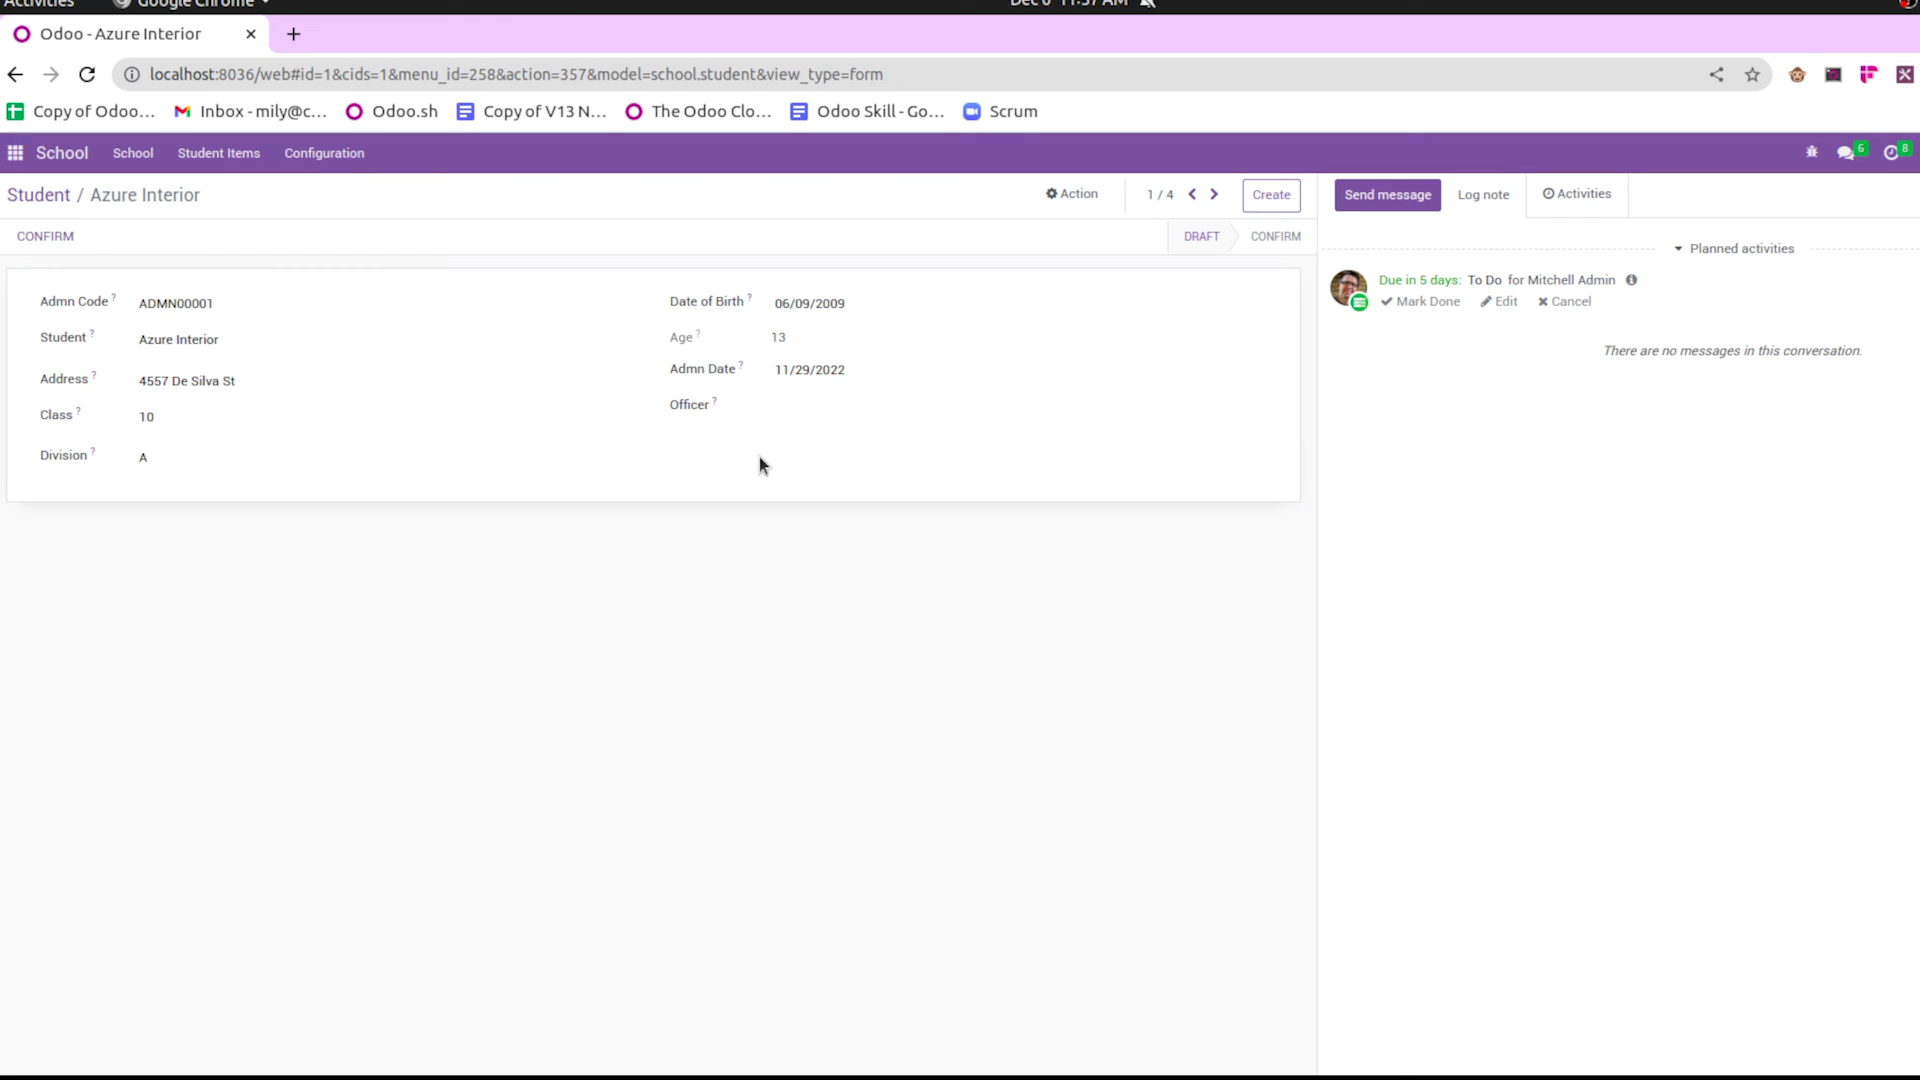 Activities Google Chrome Dec 6 11:37 AM
Odoo - Azure Interior
localhost:8036/web#id=1&cids=1&menu_id=258&action=357&model=school.student&view_type=form
Copy of Odoo... Inbox - mily@c... Odoo.sh Copy of V13 N... The Odoo Clo... Odoo Skill - Go... Scrum
School School Student Items Configuration 6 8
Student / Azure Interior Action 1 / 4 Create Send message Log note Activities
CONFIRM DRAFT CONFIRM
Planned activities
Due in 5 days: To Do for Mitchell Admin
Mark Done Edit Cancel
There are no messages in this conversation.
Admn Code ? ADMN00001 Date of Birth ? 06/09/2009
Student ? Azure Interior Age ? 13
Address ? 4557 De Silva St Admn Date ? 11/29/2022
Class ? 10 Officer ?
Division ? A